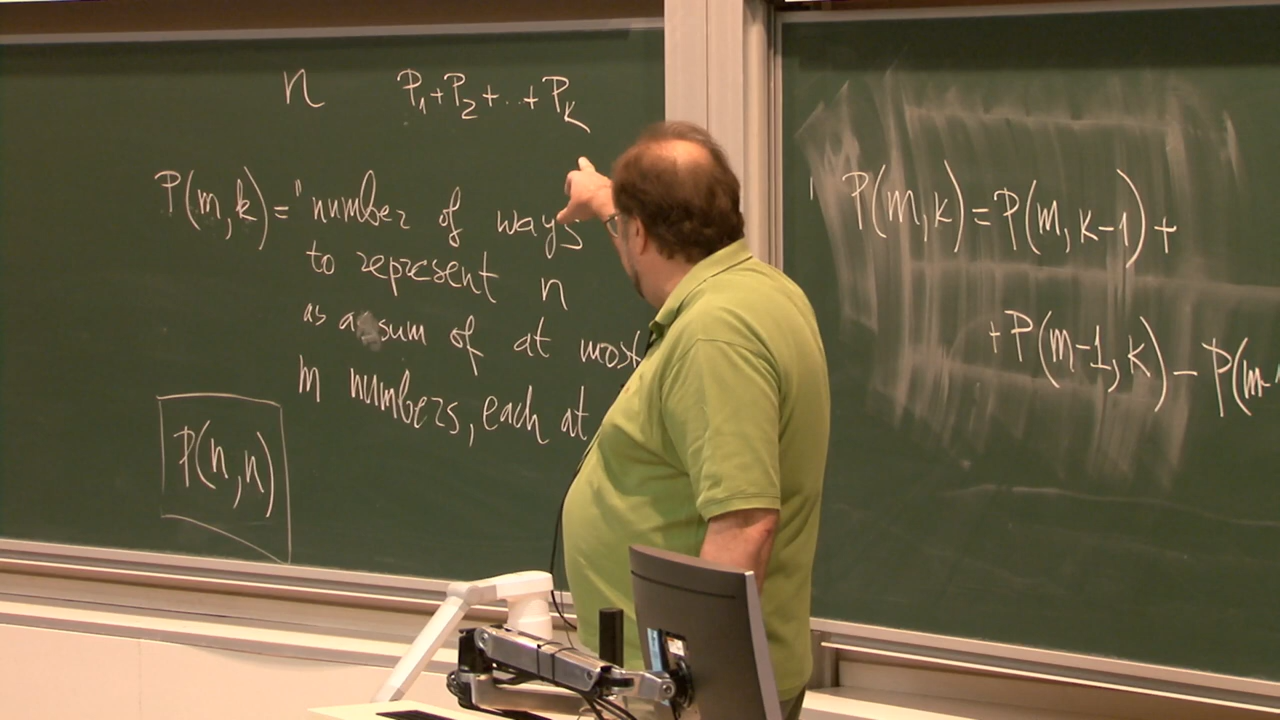 n P₁+P₂+...+Pₖ
P(m,k)="number of ways
to represent n
as a sum of at most
m numbers, each at
P(n,n)
P(m,k)=P(m,k-1)+
+P(m-1,k)-P(m-